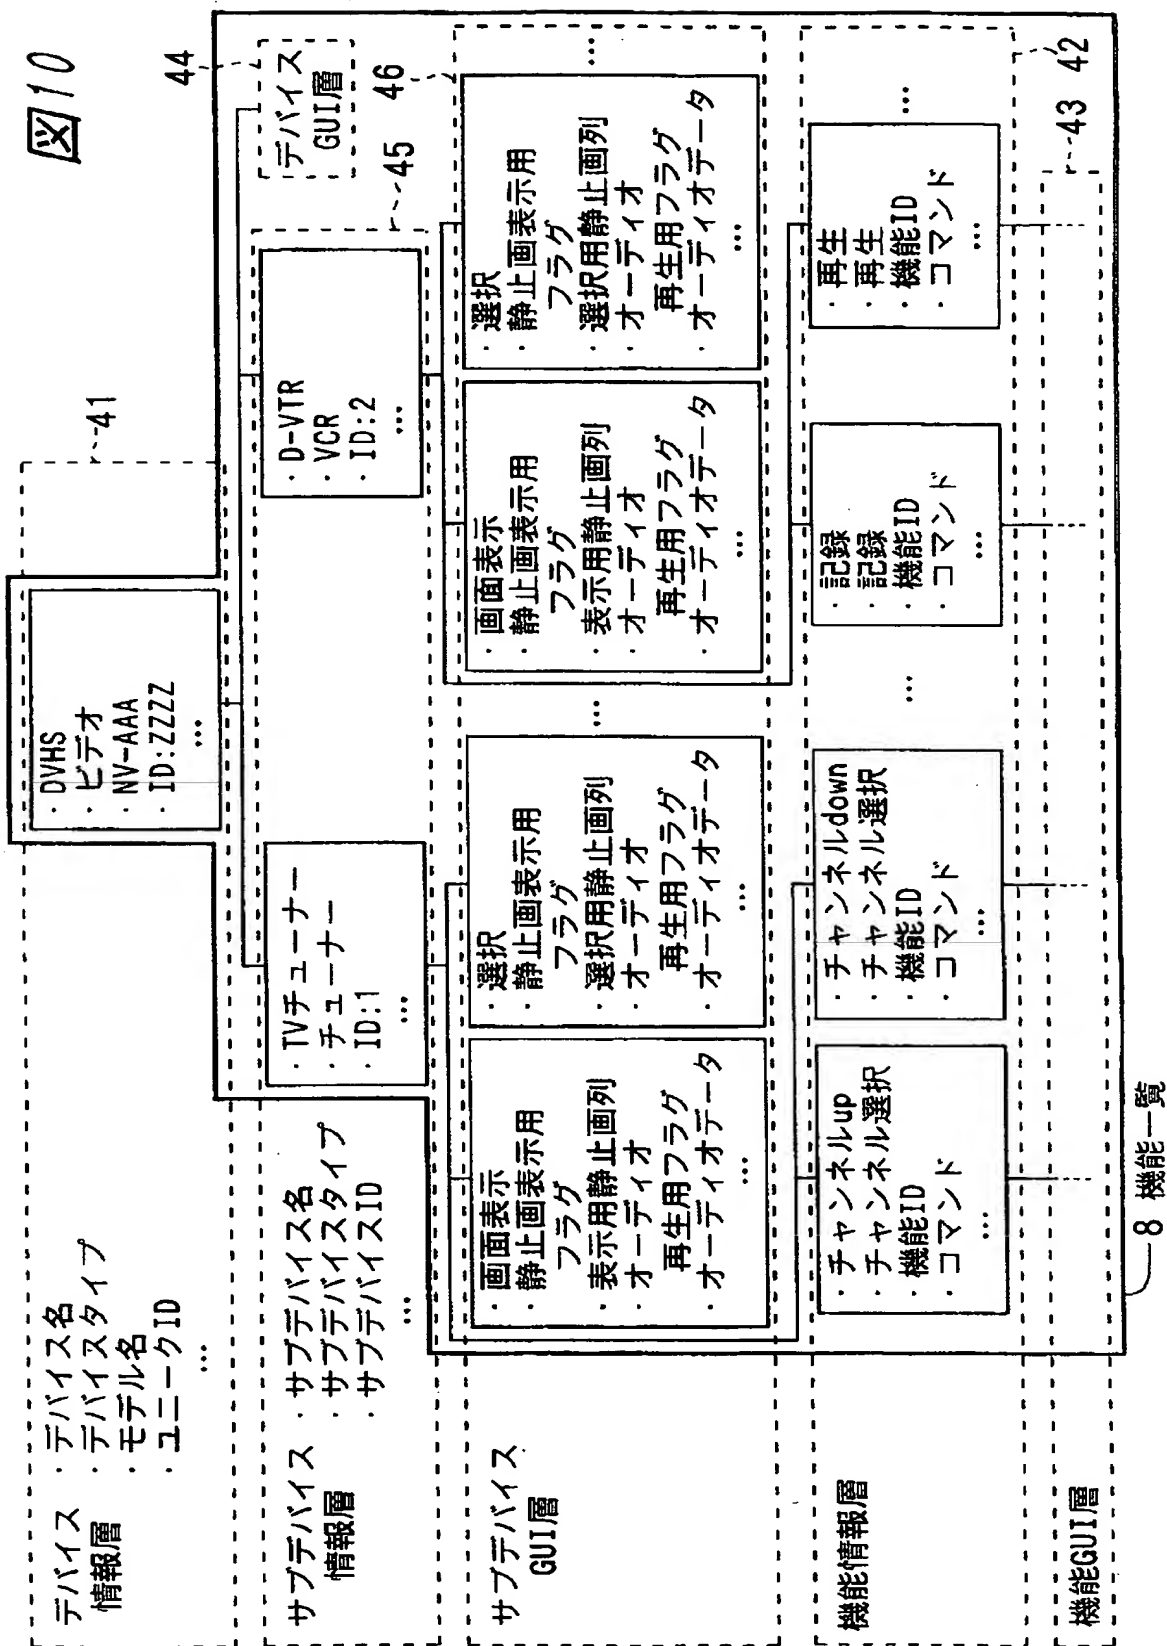 図10
デバイス
情報層
・デバイス名
・デバイスタイプ
・モデル名
・ユニークID
...
・DVHS
・ビデオ
・NV-AAA
・ID:ZZZZ
...
41
44
デバイス
GUI層
サブデバイス
情報層
・サブデバイス名
・サブデバイスタイプ
・サブデバイスID
...
・TVチューナー
・チューナー
・ID:1
...
・D-VTR
・VCR
・ID:2
...
45
サブデバイス
GUI層
・画面表示
・静止画表示用
フラグ
・表示用静止画列
・オーディオ
再生用フラグ
・オーディオデータ
...
・選択
・静止画表示用
フラグ
・選択用静止画列
・オーディオ
再生用フラグ
・オーディオデータ
...
...
・画面表示
・静止画表示用
フラグ
・表示用静止画列
・オーディオ
再生用フラグ
・オーディオデータ
...
・選択
・静止画表示用
フラグ
・選択用静止画列
・オーディオ
再生用フラグ
・オーディオデータ
...
...
46
機能情報層
・チャンネルup
・チャンネル選択
・機能ID
・コマンド
...
・チャンネルdown
・チャンネル選択
・機能ID
・コマンド
...
...
・記録
・記録
・機能ID
・コマンド
...
・再生
・再生
・機能ID
・コマンド
...
...
42
機能GUI層
43
8 機能一覧